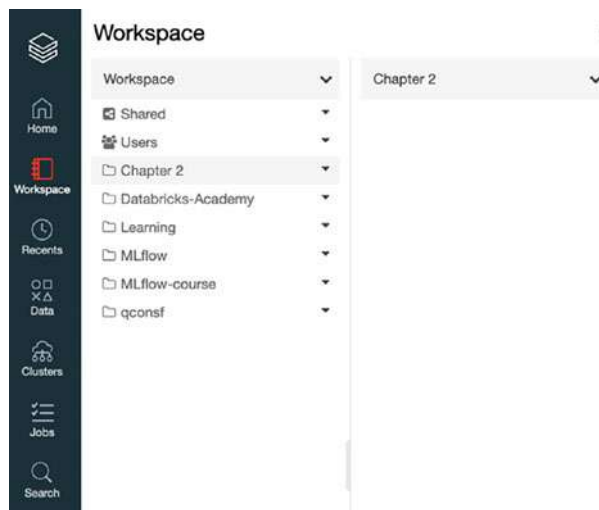 Workspace
Home
Workspace
Recents
Data
Clusters
Jobs
Search
Workspace
Shared
Users
Chapter 2
Databricks-Academy
Learning
MLflow
MLflow-course
qconsf
Chapter 2